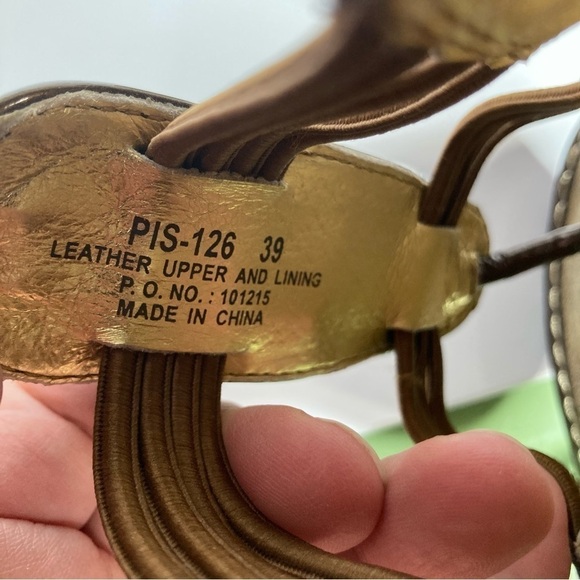 PIS-126 39
LEATHER UPPER AND LINING
P. O. NO. : 101215
MADE IN CHINA